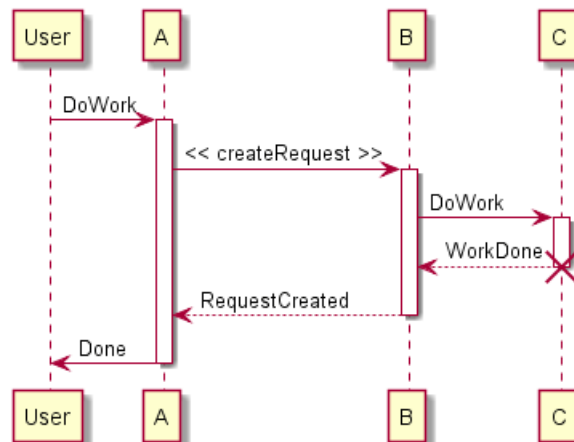 User A B C
DoWork
<< createRequest >>
DoWork
WorkDone
RequestCreated
Done
User A B C